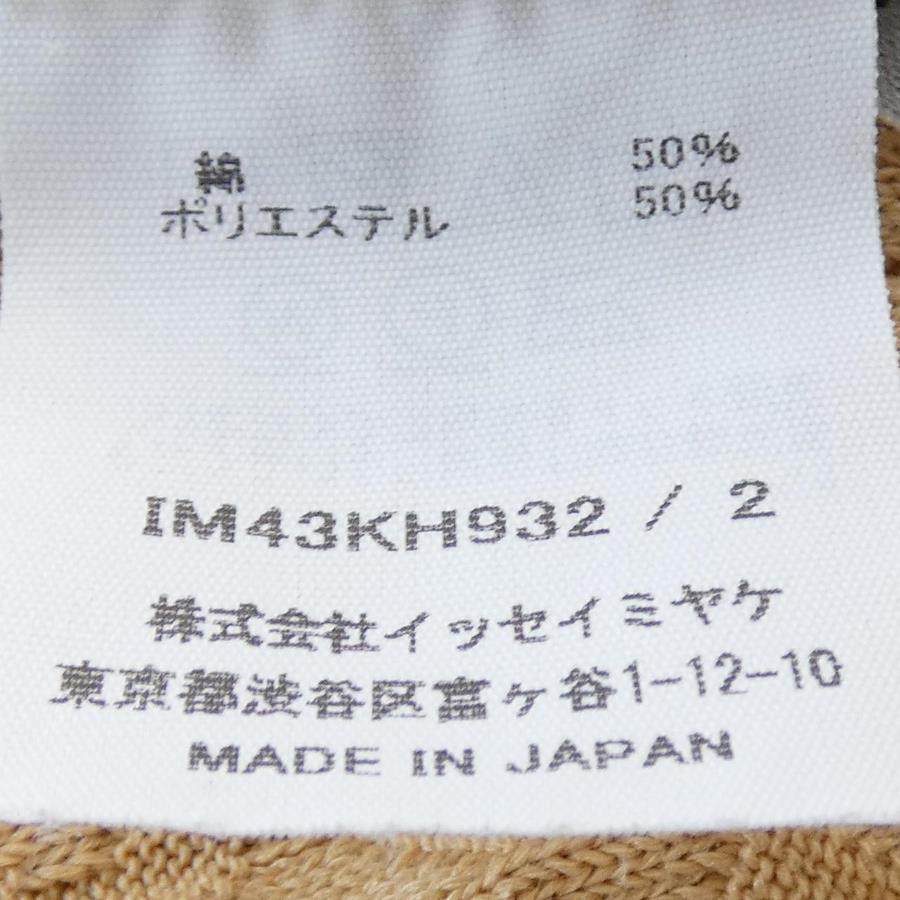 綿 50%
ポリエステル 50%
IM43KH932 / 2
株式会社イッセイミヤケ
東京都渋谷区富ヶ谷1-12-10
MADE IN JAPAN